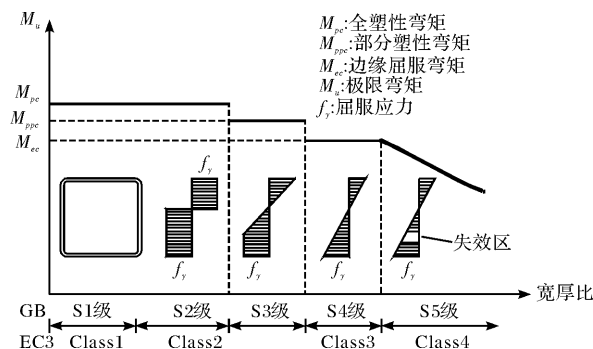 M_u
M_pc:全塑性弯矩
M_ppc:部分塑性弯矩
M_ec:边缘屈服弯矩
M_u:极限弯矩
f_y:屈服应力
M_pc
M_ppc
M_ec
f_y
f_y
f_y
f_y
f_y
失效区
宽厚比
GB S1级 S2级 S3级 S4级 S5级
EC3 Class1 Class2 Class3 Class4